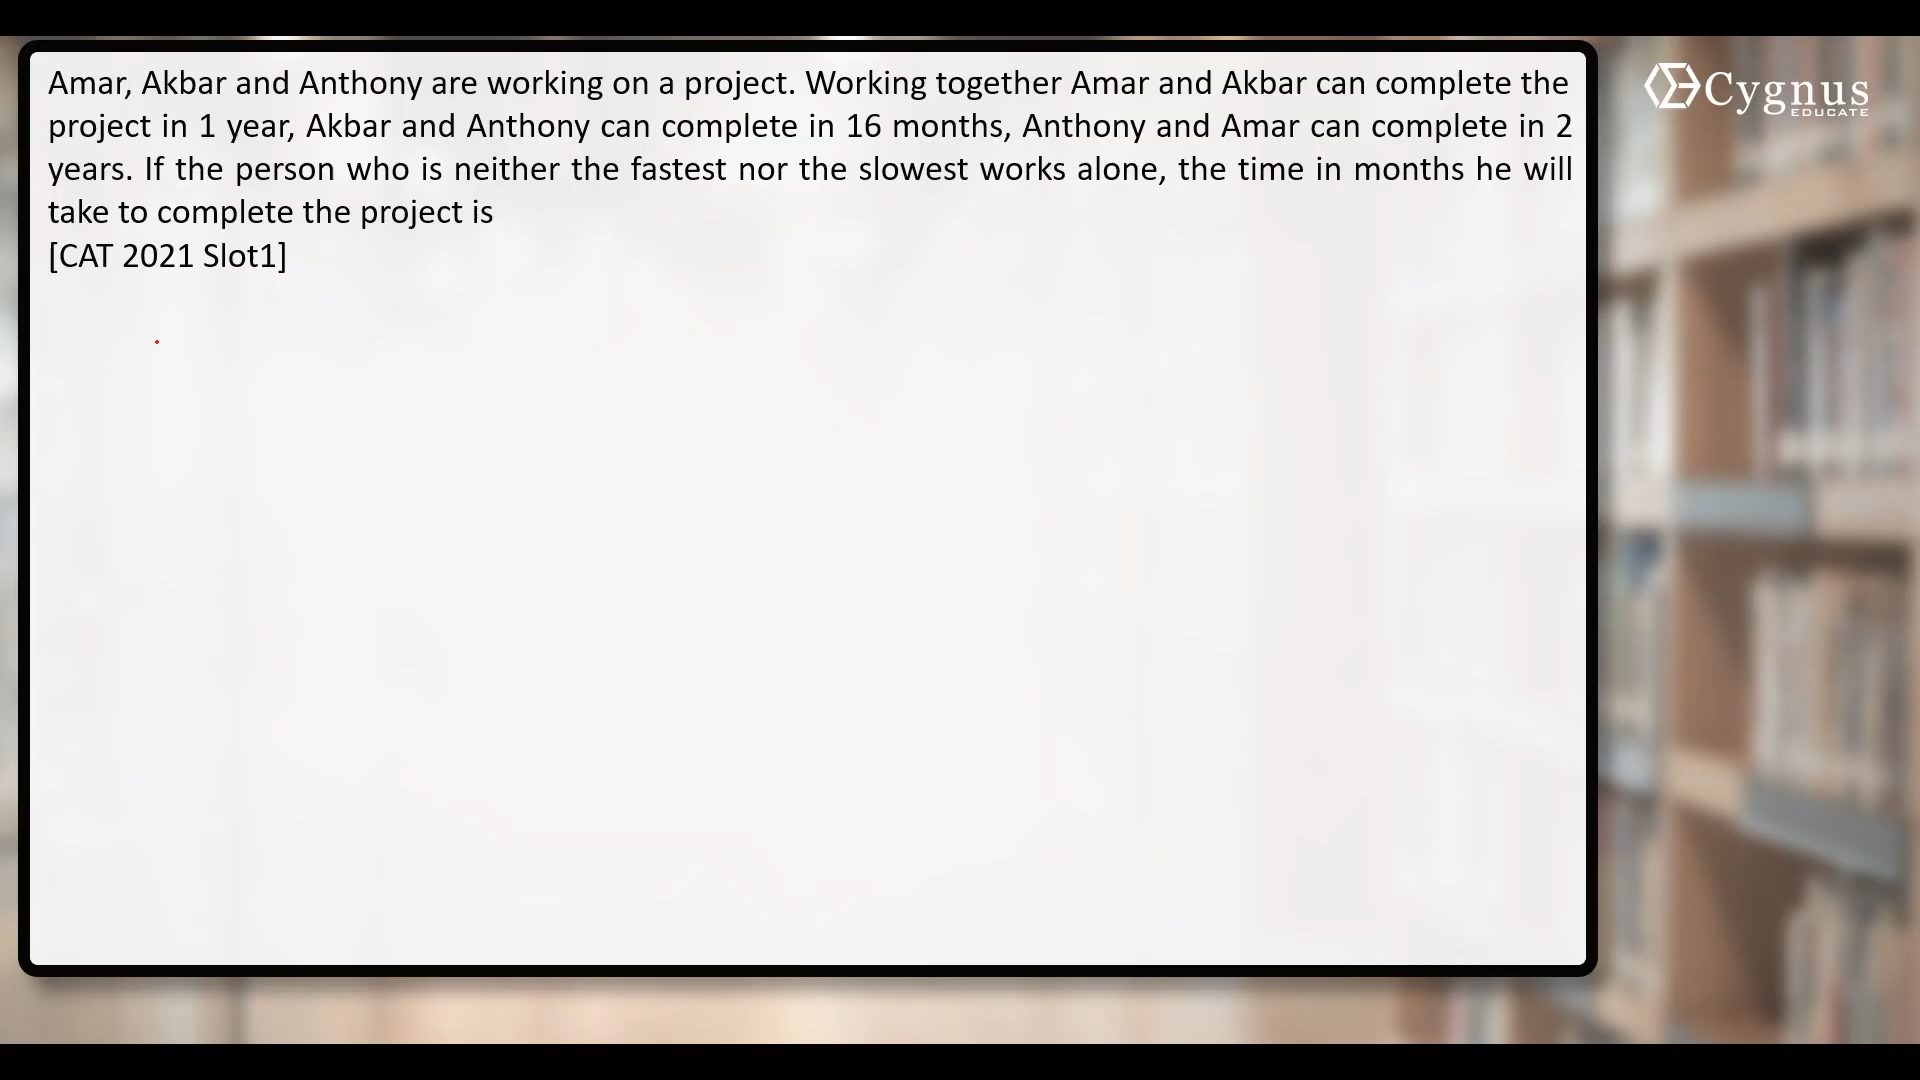 Amar, Akbar and Anthony are working on a project. Working together Amar and Akbar can complete the
project in 1 year, Akbar and Anthony can complete in 16 months, Anthony and Amar can complete in 2
years. If the person who is neither the fastest nor the slowest works alone, the time in months he will
take to complete the project is
[CAT 2021 Slot1]
Cygnus
EDUCATE